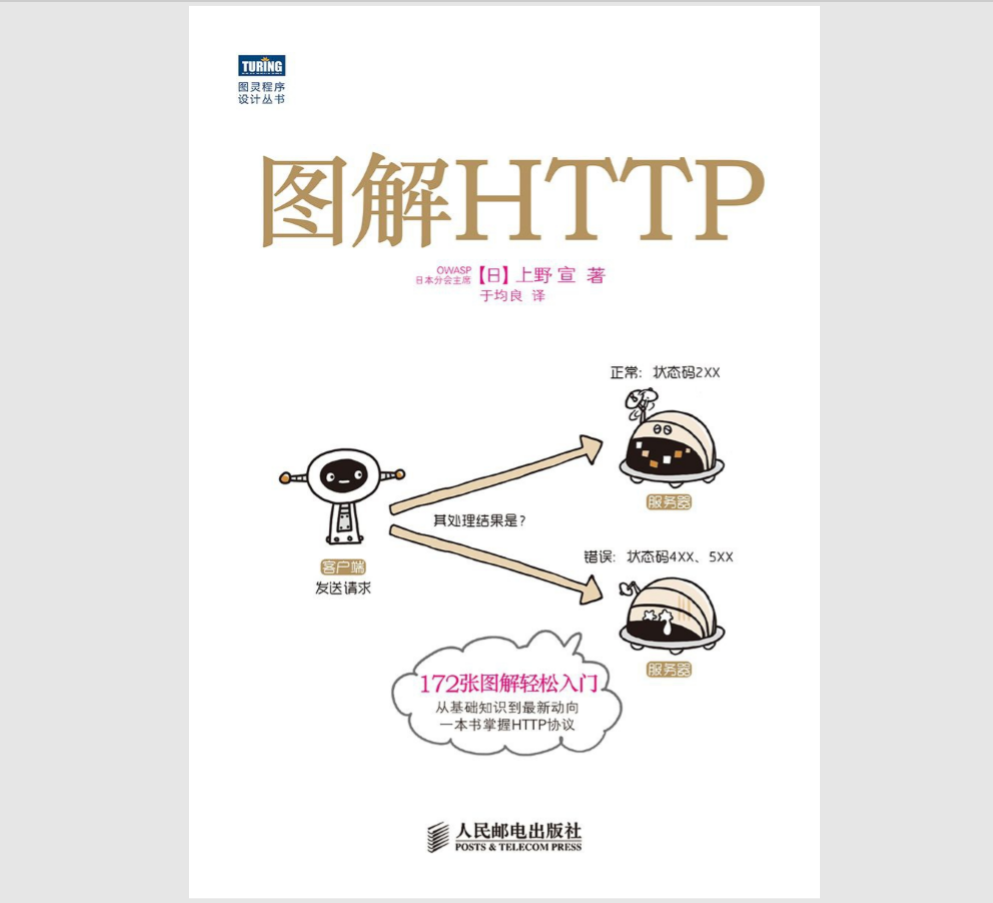 TURING
图灵程序
设计丛书
图解HTTP
OWASP
日本分会主席
【日】上野 宣 著
于均良 译
正常：状态码2XX
服务器
其处理结果是？
客户端
发送请求
错误：状态码4XX、5XX
服务器
172张图解轻松入门
从基础知识到最新动向
一本书掌握HTTP协议
人民邮电出版社
POSTS & TELECOM PRESS